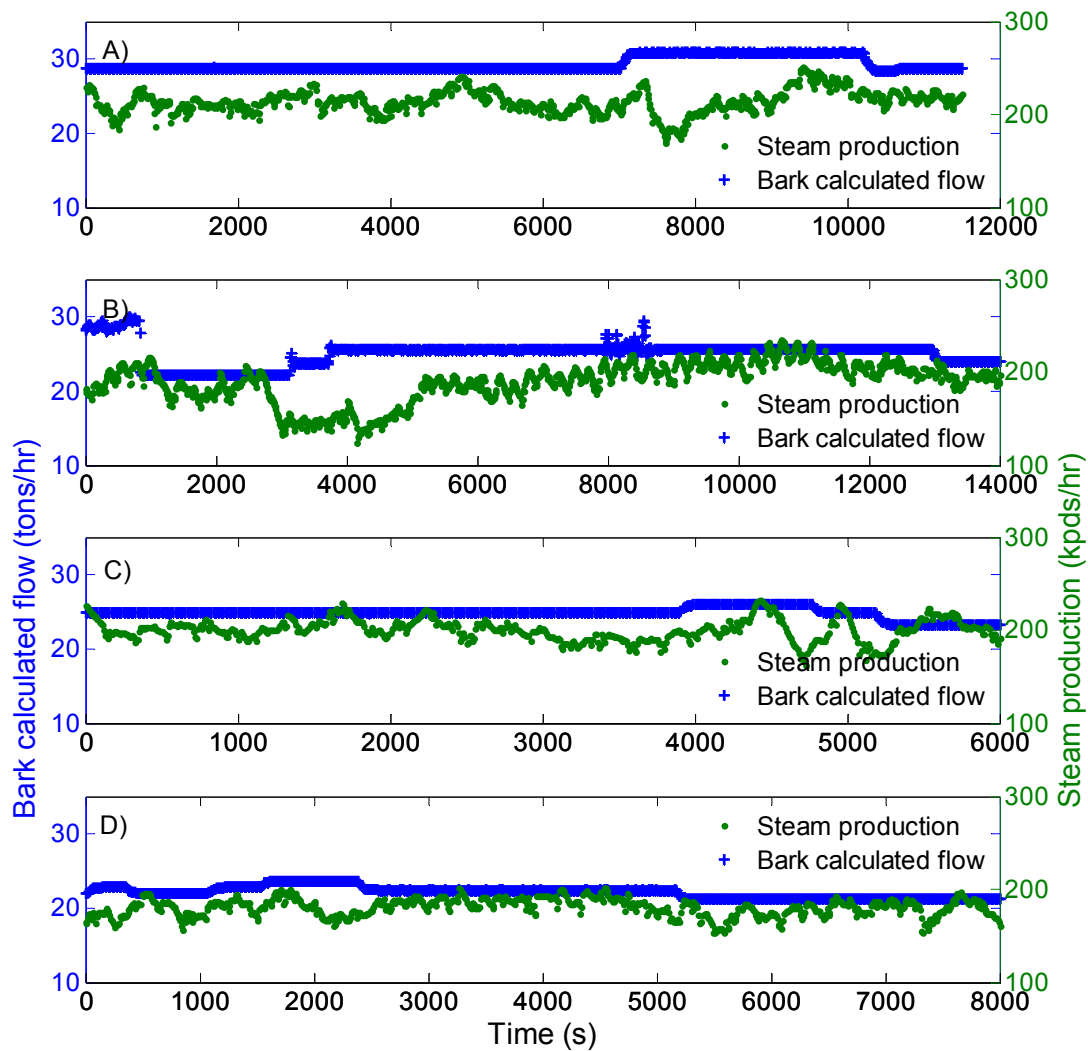 A)
30
20
10
300
200
100
Steam production
Bark calculated flow
0 2000 4000 6000 8000 10000 12000
B)
30
20
10
300
200
100
Steam production
Bark calculated flow
0 2000 4000 6000 8000 10000 12000 14000
C)
30
20
10
300
200
100
Steam production
Bark calculated flow
0 1000 2000 3000 4000 5000 6000
D)
30
20
10
300
200
100
Steam production
Bark calculated flow
0 1000 2000 3000 4000 5000 6000 7000 8000
Time (s)
Bark calculated flow (tons/hr)
Steam production (kpds/hr)